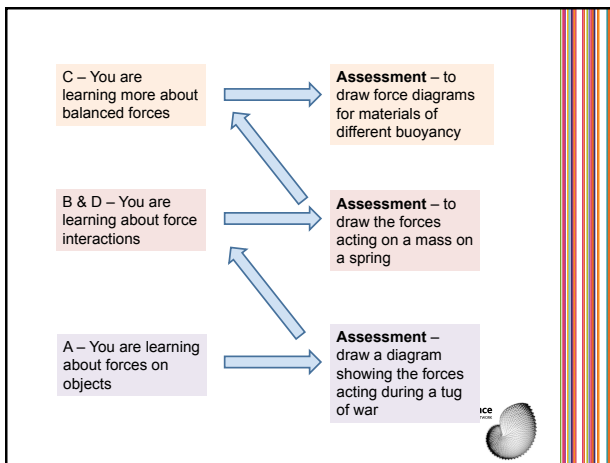 C – You are
learning more about
balanced forces
Assessment – to
draw force diagrams
for materials of
different buoyancy
B & D – You are
learning about force
interactions
Assessment – to
draw the forces
acting on a mass on
a spring
A – You are learning
about forces on
objects
Assessment –
draw a diagram
showing the forces
acting during a tug
of war